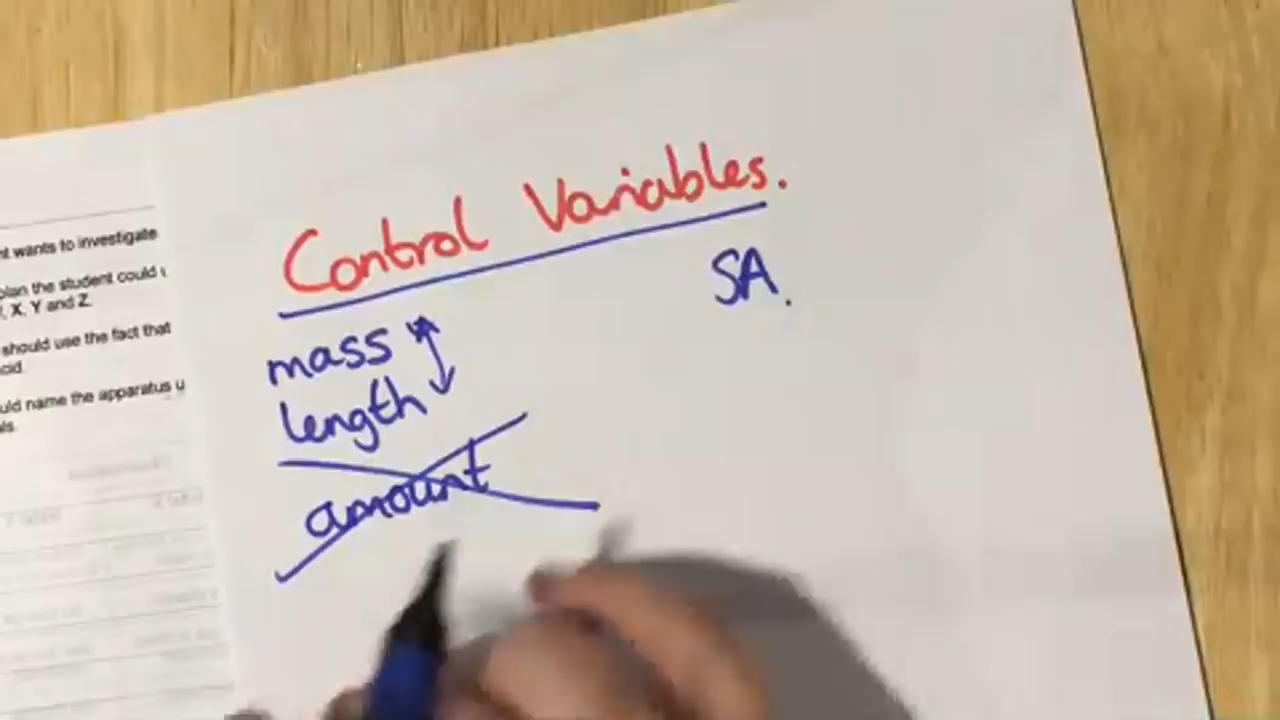 nt wants to investigate
plan the student could
X, Y and Z.
should use the fact that
cid.
uld name the apparatus u
ls.
Control Variables.
SA.
mass
length
amount